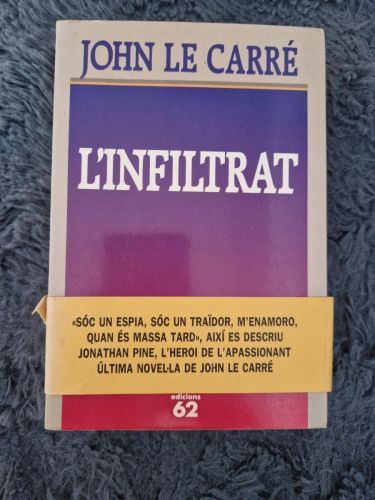 JOHN LE CARRÉ
L'INFILTRAT
«SÓC UN ESPIA, SÓC UN TRAÏDOR, M'ENAMORO,
QUAN ÉS MASSA TARD», AIXÍ ES DESCRIU
JONATHAN PINE, L'HEROI DE L'APASSIONANT
ÚLTIMA NOVEL·LA DE JOHN LE CARRÉ
edicions
62